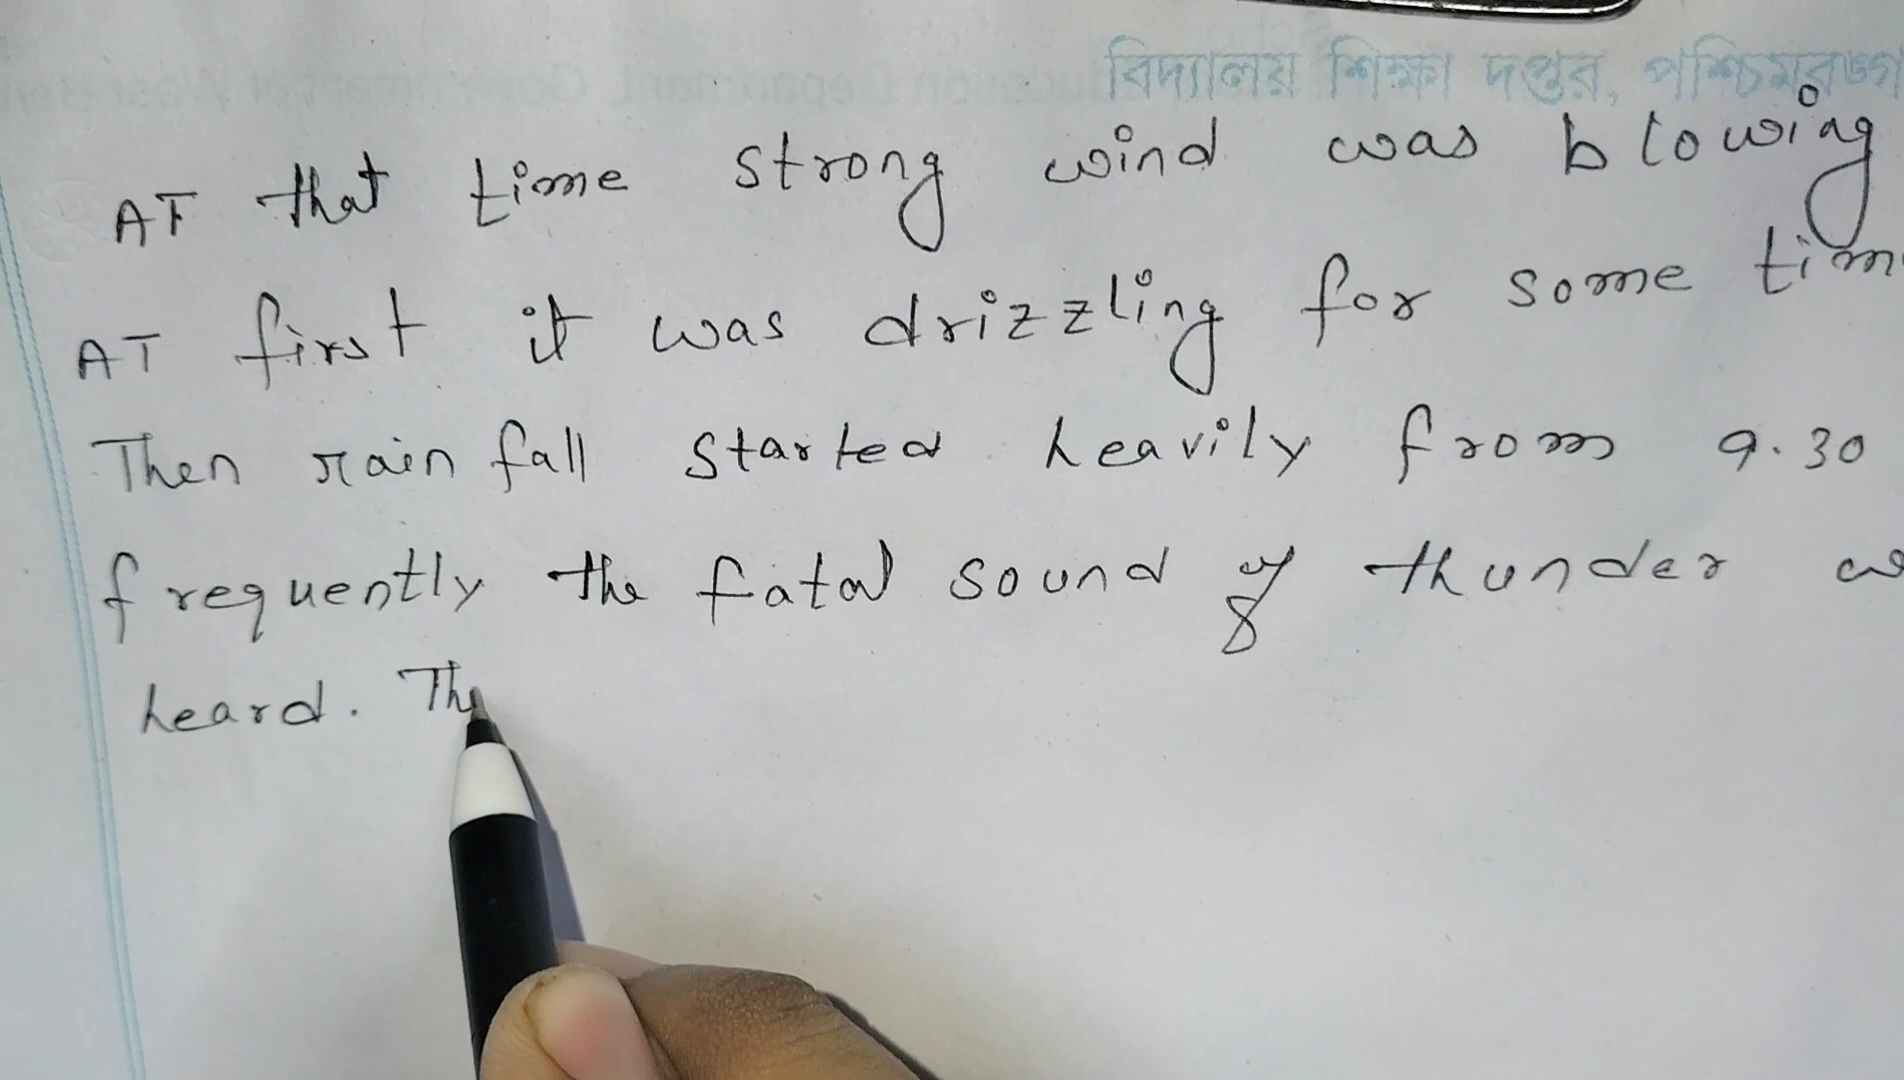 বিদ্যালয় শিক্ষা দপ্তর, পশ্চিমবঙ্গ
AT that time strong wind was blowing
AT first it was drizzling for some tim
Then rain fall started heavily from 9.30
frequently the fatal sound of thunder w
heard. Th